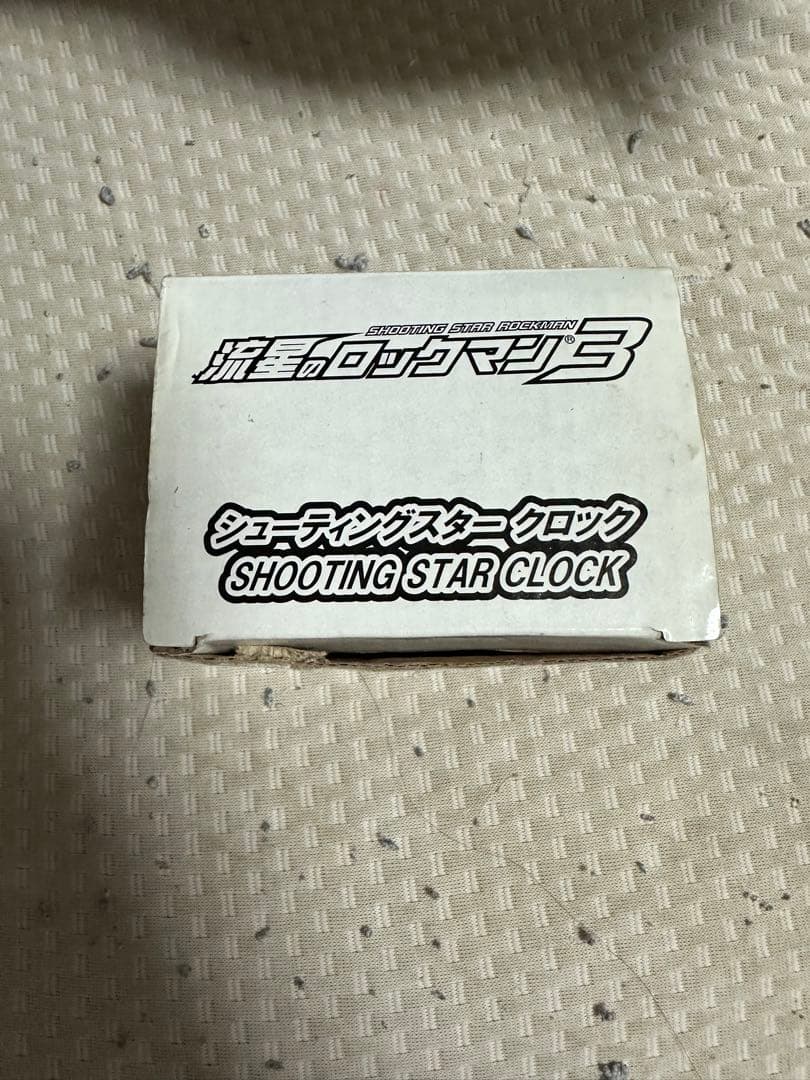 SHOOTING STAR ROCKMAN
流星のロックマン®3
シューティングスター クロック
SHOOTING STAR CLOCK